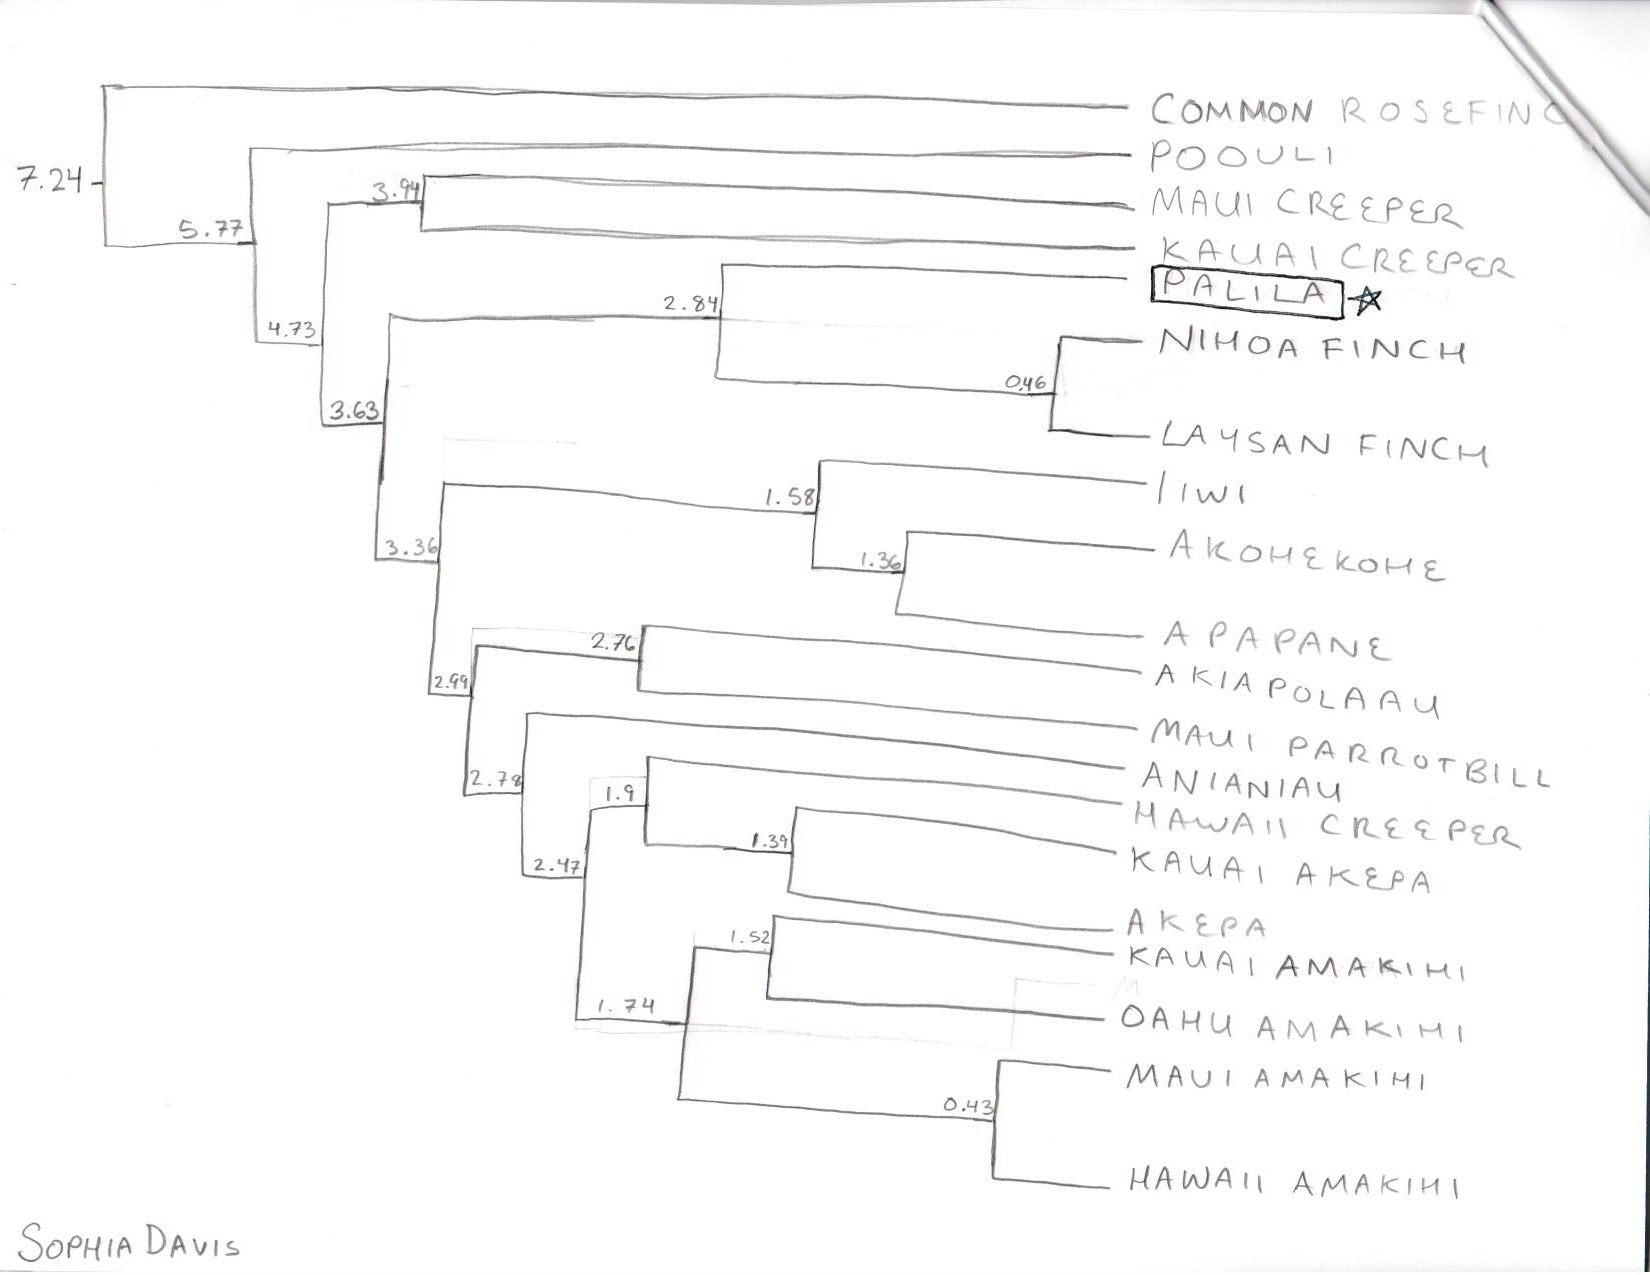 COMMON ROSEFINC
7.24
POOULI
3.94
MAUI CREEPER
5.77
KAUAI CREEPER
PALILA ☆
2.84
4.73
NIHOA FINCH
0.46
3.63
LAYSAN FINCH
1.58
IIWI
3.36
1.36
AKOHEKOHE
APAPANE
2.76
2.99
AKIAPOLAAU
MAUI PARROTBILL
2.78
ANIANIAU
1.9
HAWAII CREEPER
1.39
2.47
KAUAI AKEPA
AKEPA
1.52
KAUAI AMAKIHI
1.74
OAHU AMAKIHI
MAUI AMAKIHI
0.43
HAWAII AMAKIHI
SOPHIA DAVIS